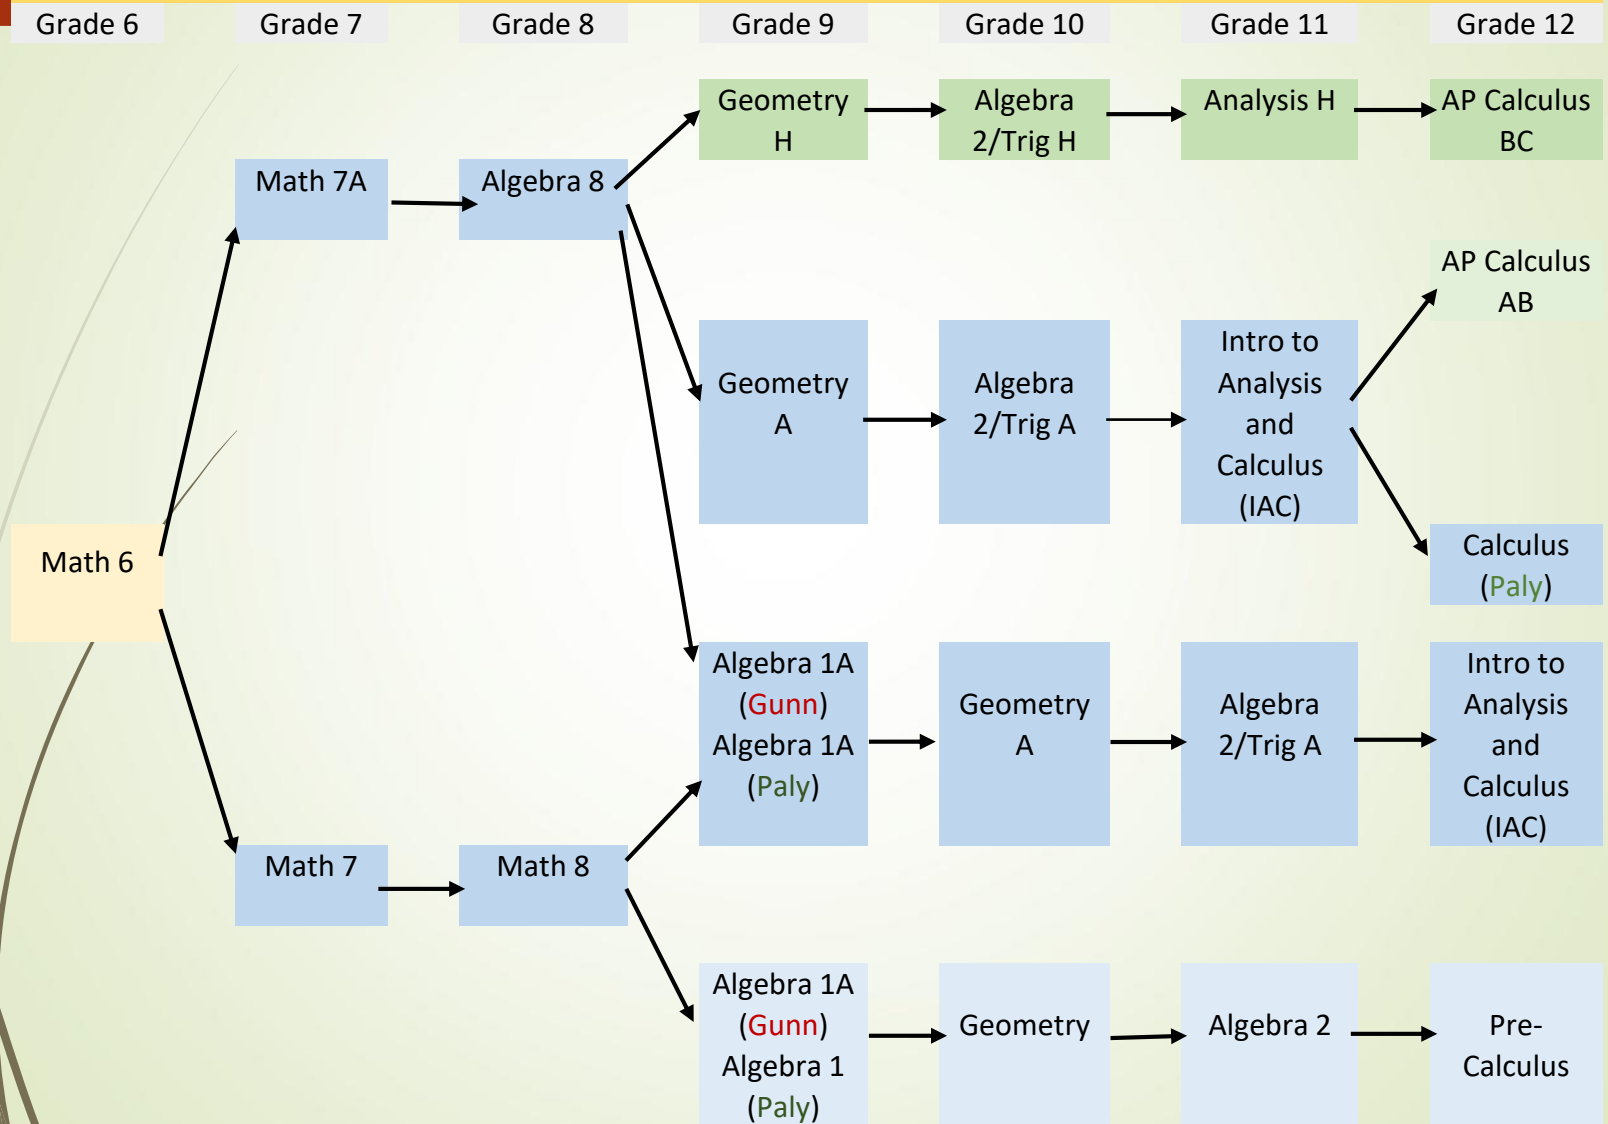 Grade 6
Grade 7
Grade 8
Grade 9
Grade 10
Grade 11
Grade 12
Geometry
H
Algebra
2/Trig H
Analysis H
AP Calculus
BC
Math 7A
Algebra 8
AP Calculus
AB
Geometry
A
Algebra
2/Trig A
Intro to
Analysis
and
Calculus
(IAC)
Math 6
Calculus
(Paly)
Algebra 1A
(Gunn)
Algebra 1A
(Paly)
Geometry
A
Algebra
2/Trig A
Intro to
Analysis
and
Calculus
(IAC)
Math 7
Math 8
Algebra 1A
(Gunn)
Algebra 1
(Paly)
Geometry
Algebra 2
Pre-
Calculus